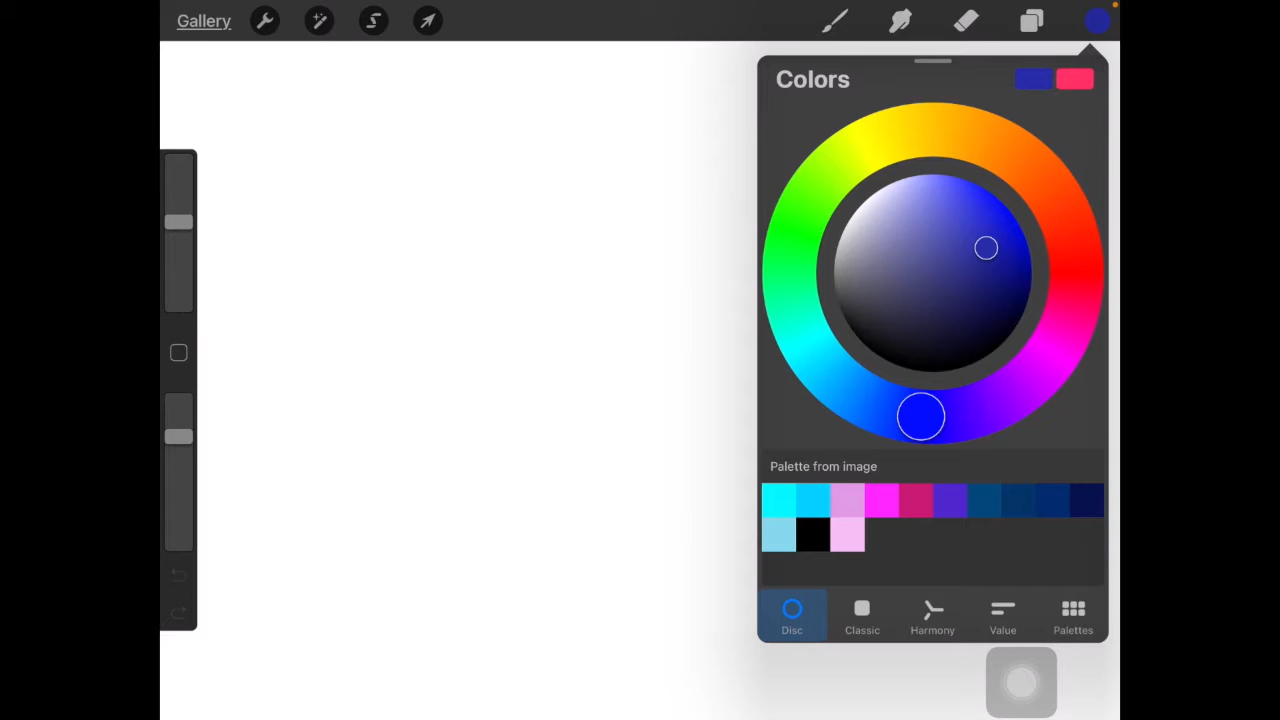 Gallery
Colors
Palette from image
Disc
Classic
Harmony
Value
Palettes